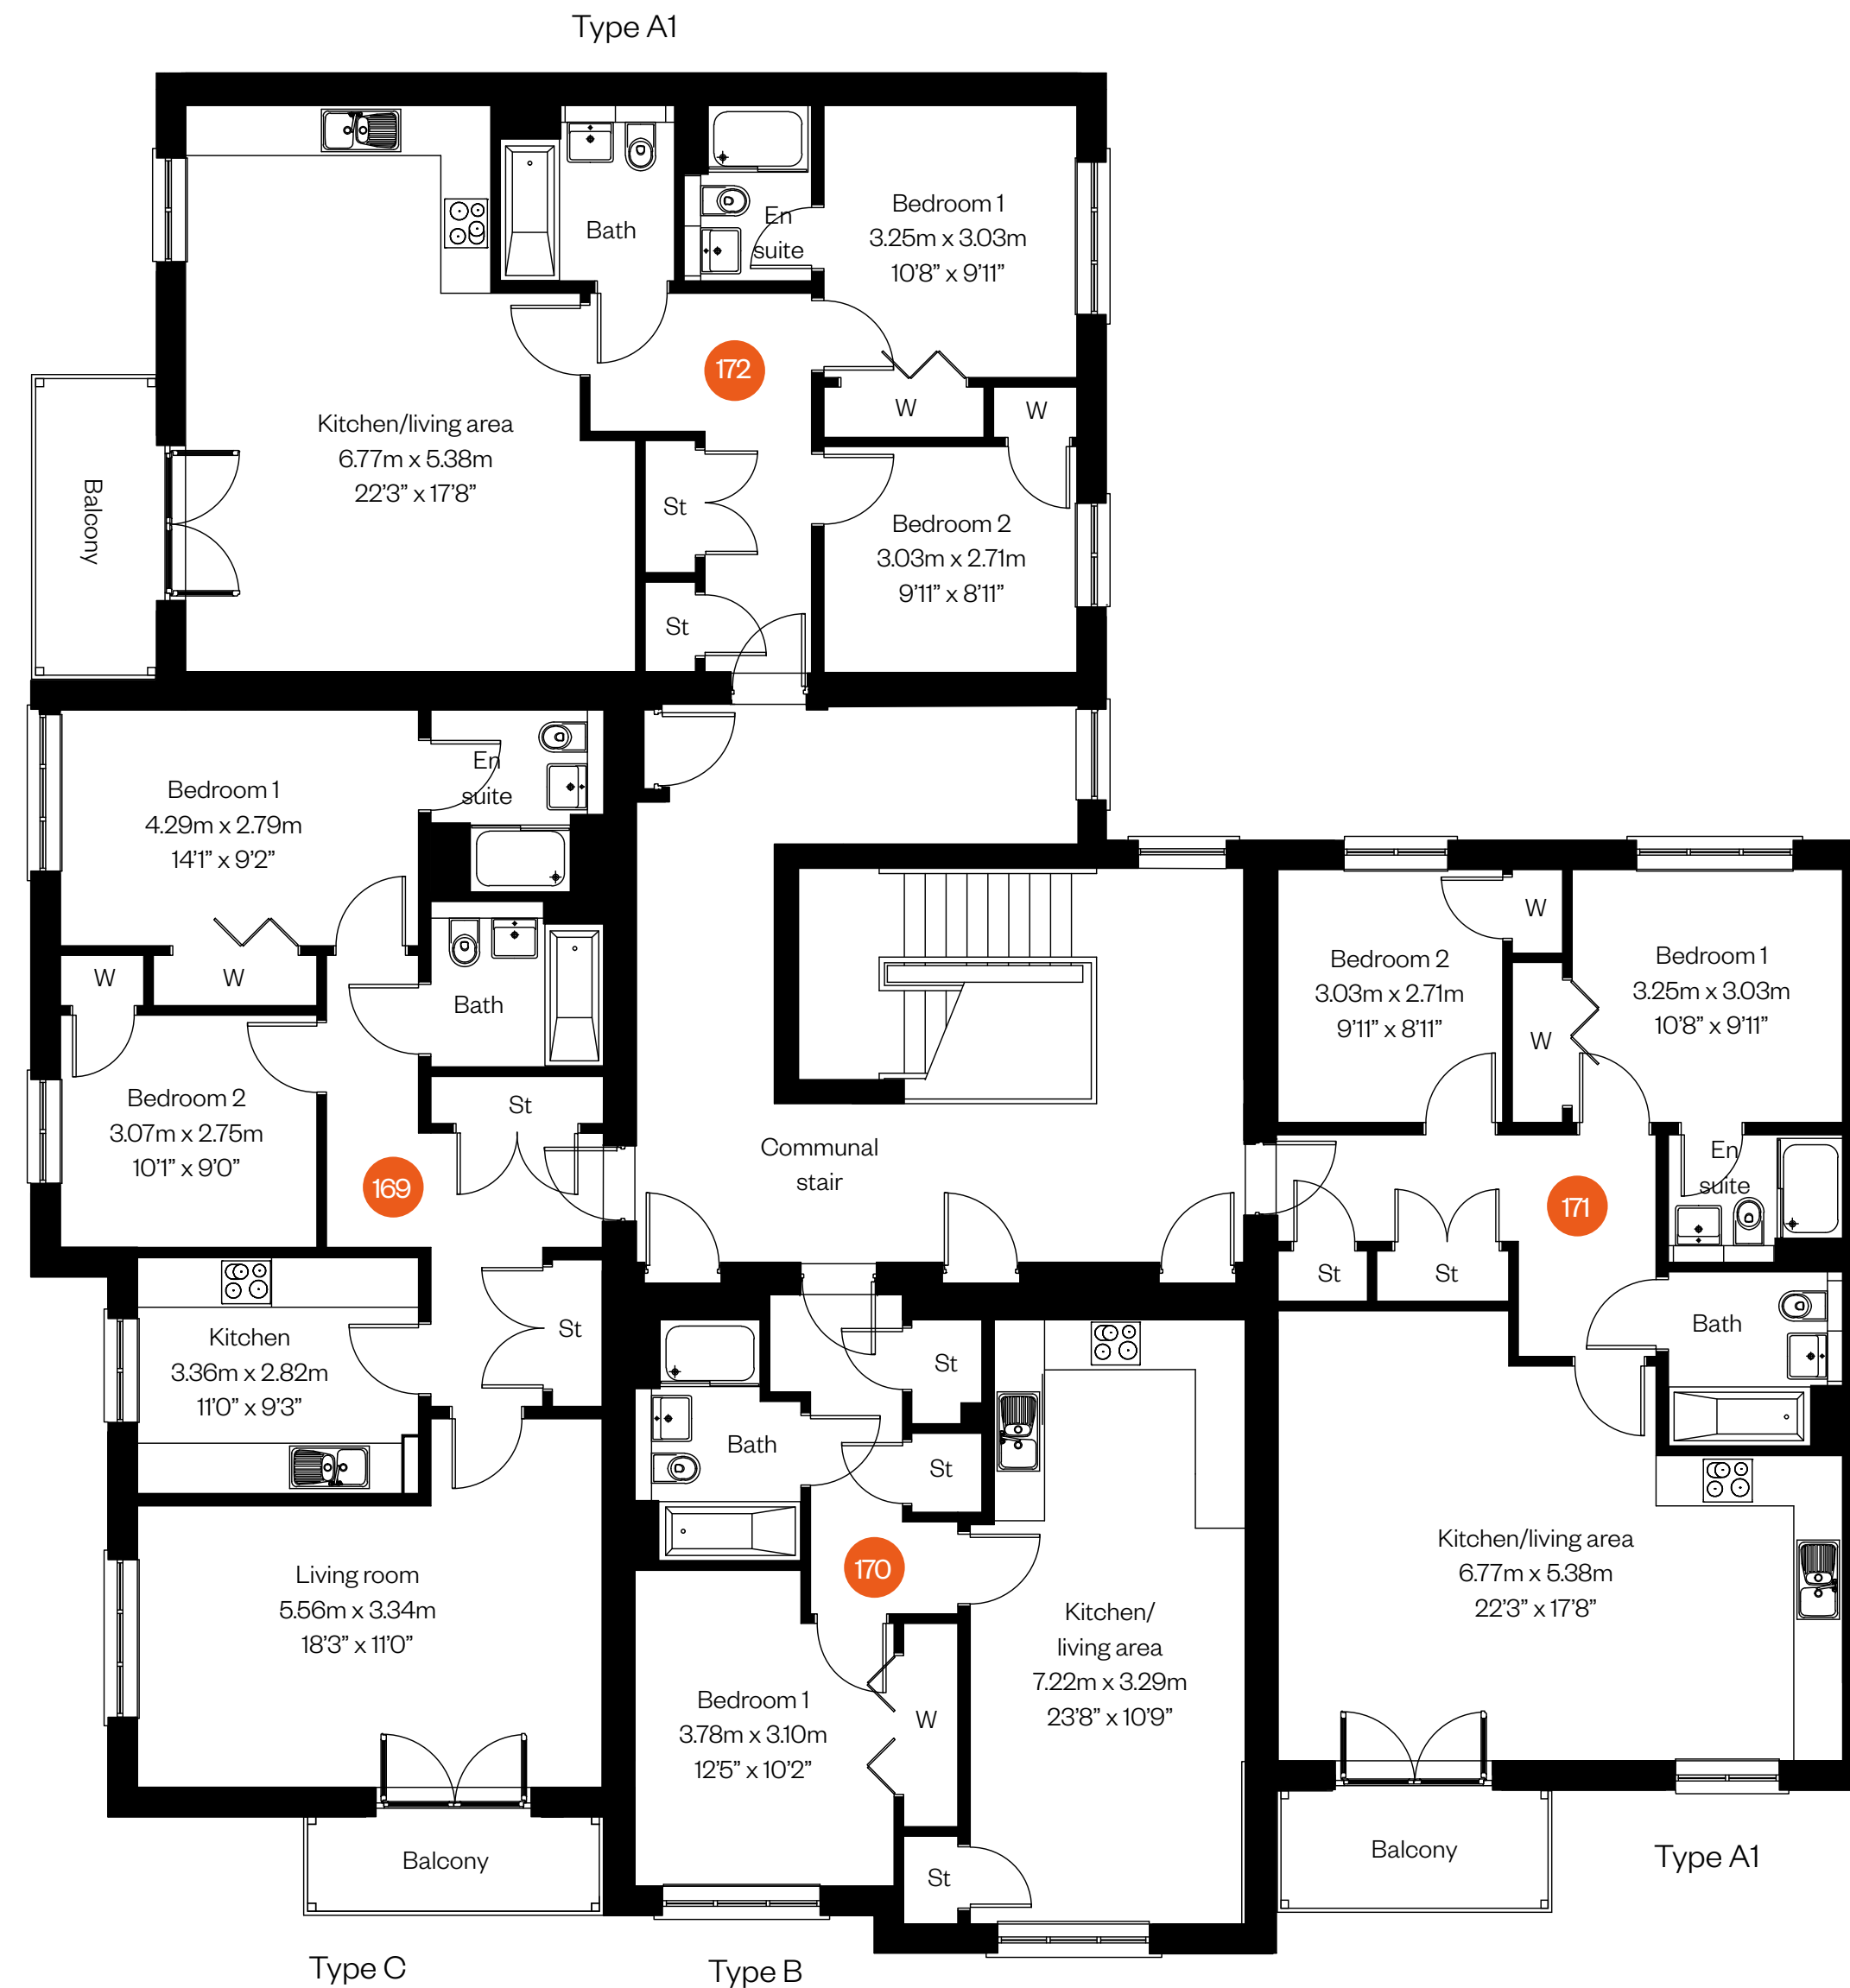 Type A1
Bath
En
suite
Bedroom 1
3.25m x 3.03m
10'8” x 9'11”
172
W
W
Kitchen/living area
6.77m x 5.38m
22'3” x 17'8”
Balcony
St
St
Bedroom 2
3.03m x 2.71m
9'11” x 8'11”
Bedroom 1
4.29m x 2.79m
14'1” x 9'2”
En
suite
W
W
Bath
Bedroom 2
3.07m x 2.75m
10'1” x 9'0”
St
169
Kitchen
3.36m x 2.82m
11'0” x 9'3”
St
Living room
5.56m x 3.34m
18'3” x 11'0”
Balcony
Type C
Communal
stair
St
Bath
St
170
Kitchen/
living area
7.22m x 3.29m
23'8” x 10'9”
Bedroom 1
3.78m x 3.10m
12'5” x 10'2”
W
St
Type B
W
Bedroom 2
3.03m x 2.71m
9'11” x 8'11”
Bedroom 1
3.25m x 3.03m
10'8” x 9'11”
W
En
suite
171
St
St
Bath
Kitchen/living area
6.77m x 5.38m
22'3” x 17'8”
Balcony
Type A1